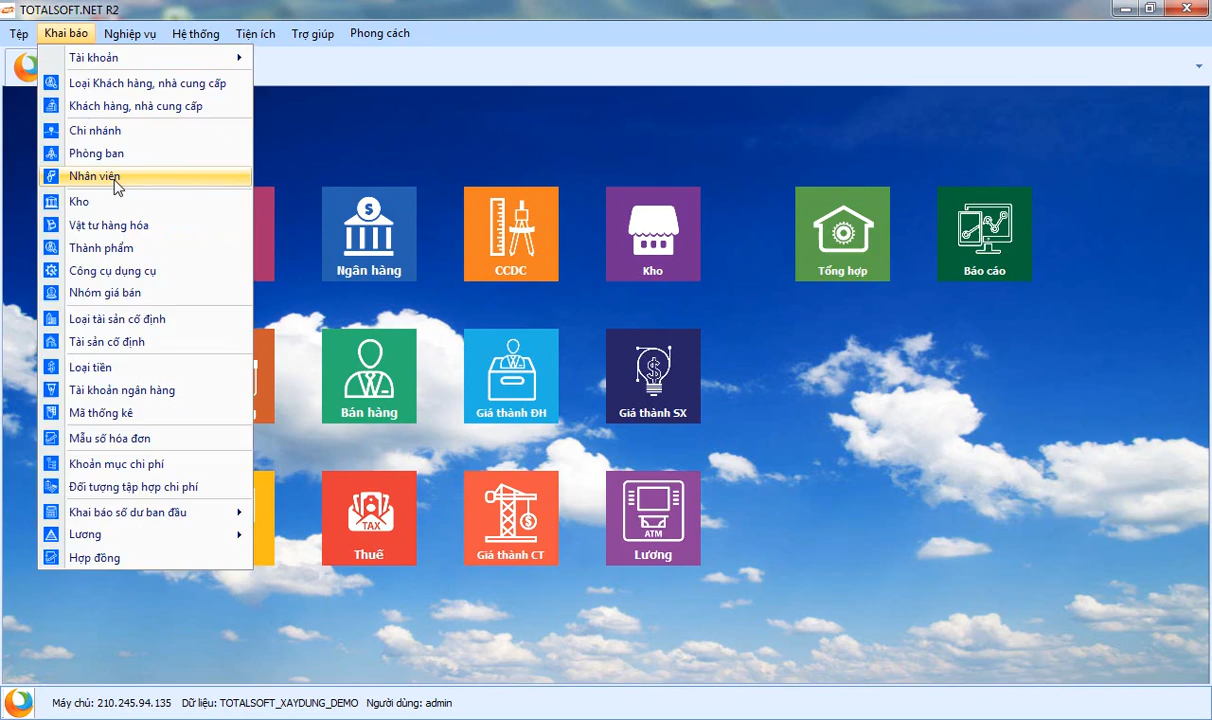 TOTALSOFT.NET R2
Tệp Khai báo Nghiệp vụ Hệ thống Tiện ích Trợ giúp Phong cách
Tài khoản
Loại Khách hàng, nhà cung cấp
Khách hàng, nhà cung cấp
Chi nhánh
Phòng ban
Nhân viên
Kho
Vật tư hàng hóa
Thành phẩm
Công cụ dụng cụ
Nhóm giá bán
Loại tài sản cố định
Tài sản cố định
Loại tiền
Tài khoản ngân hàng
Mã thống kê
Mẫu số hóa đơn
Khoản mục chi phí
Đối tượng tập hợp chi phí
Khai báo số dư ban đầu
Lương
Hợp đồng
Ngân hàng
CCDC
Kho
Tổng hợp
Báo cáo
Bán hàng
Giá thành ĐH
Giá thành SX
TAX
Thuế
Giá thành CT
ATM
Lương
Máy chủ: 210.245.94.135 Dữ liệu: TOTALSOFT_XAYDUNG_DEMO Người dùng: admin